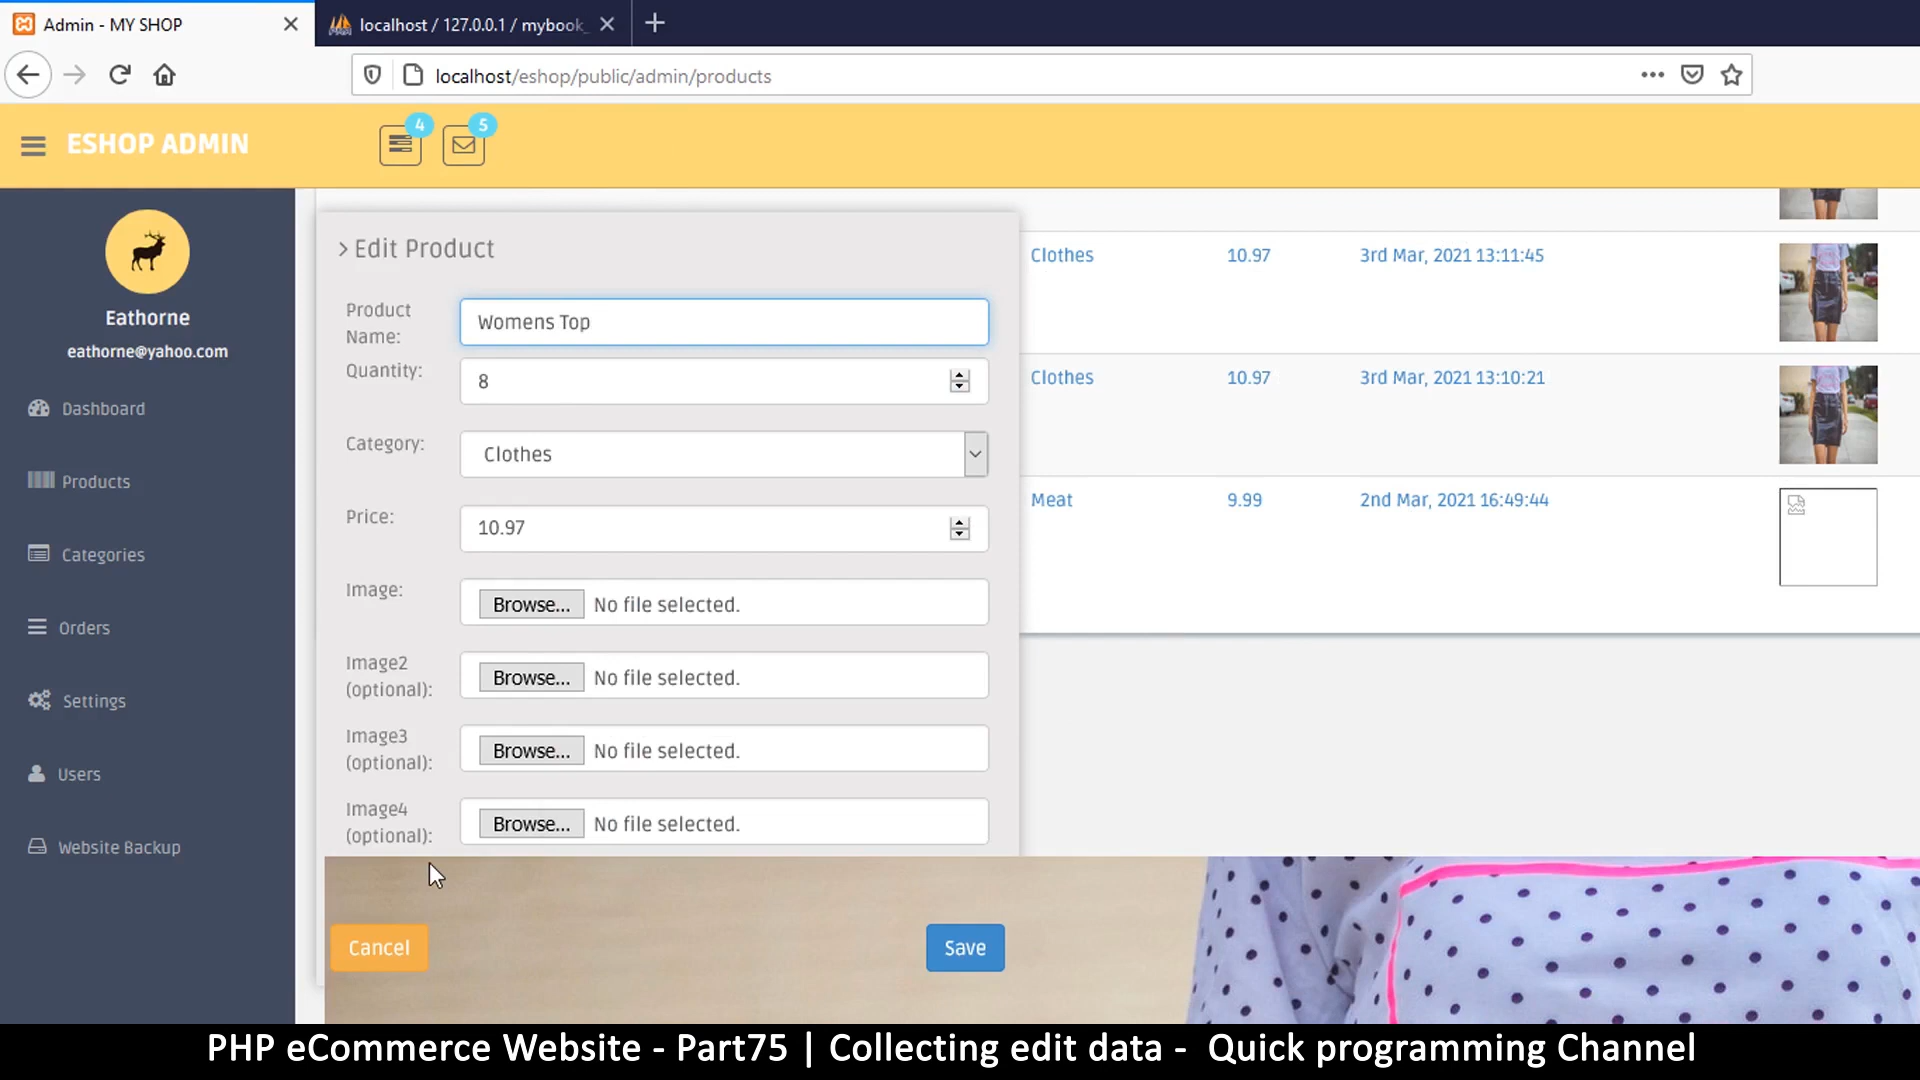 Admin - MY SHOP
localhost / 127.0.0.1 / mybook_
localhost/eshop/public/admin/products
ESHOP ADMIN
4
5
Eathorne
eathorne@yahoo.com
Dashboard
Products
Categories
Orders
Settings
Users
Website Backup
Edit Product
Product Name:
Womens Top
Quantity:
8
Category:
Clothes
Price:
10.97
Image:
Browse... No file selected.
Image2 (optional):
Browse... No file selected.
Image3 (optional):
Browse... No file selected.
Image4 (optional):
Browse... No file selected.
Cancel
Save
Clothes 10.97 3rd Mar, 2021 13:11:45
Clothes 10.97 3rd Mar, 2021 13:10:21
Meat 9.99 2nd Mar, 2021 16:49:44
PHP eCommerce Website - Part75 | Collecting edit data - Quick programming Channel